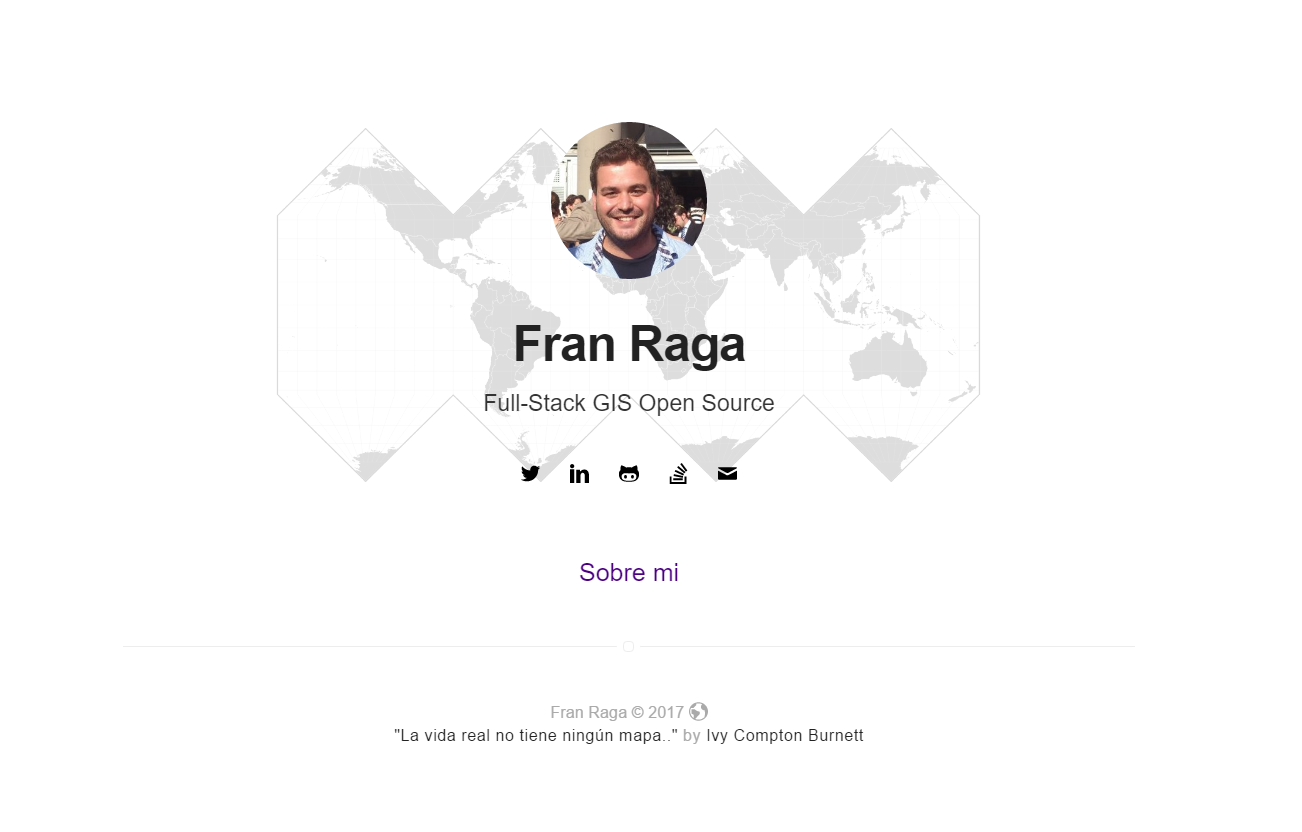 Fran Raga
Full-Stack GIS Open Source
Sobre mi
Fran Raga © 2017
"La vida real no tiene ningún mapa.." by Ivy Compton Burnett